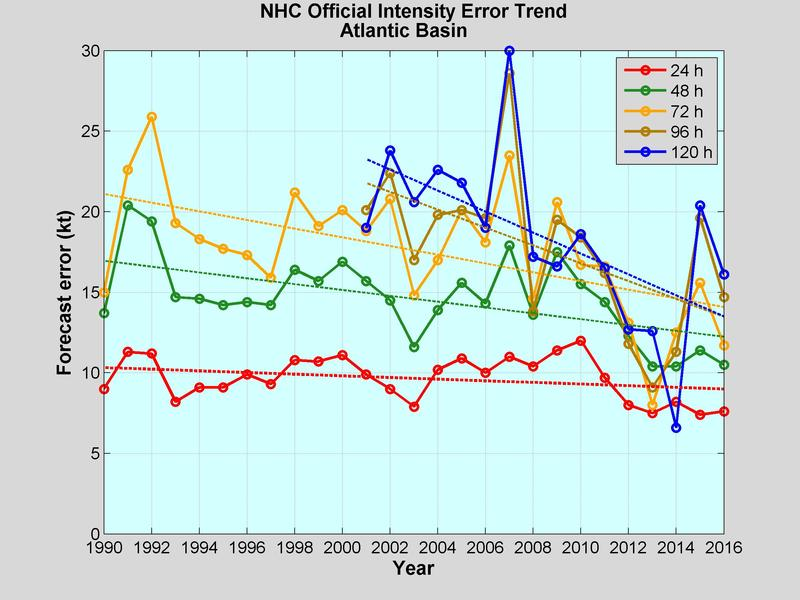 NHC Official Intensity Error Trend
Atlantic Basin
30
25
20
15
10
5
0
Forecast error (kt)
24 h
48 h
72 h
96 h
120 h
1990 1992 1994 1996 1998 2000 2002 2004 2006 2008 2010 2012 2014 2016
Year